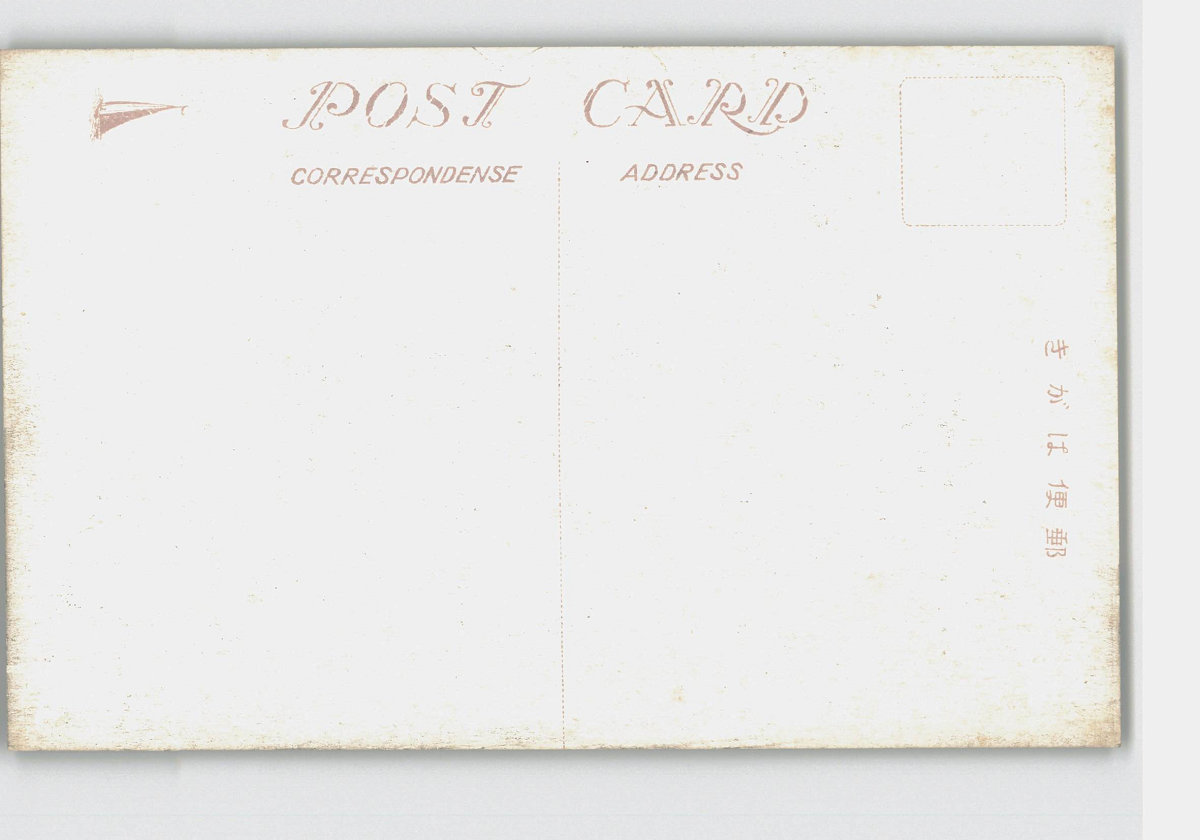 POST CARD
CORRESPONDENSE
ADDRESS
郵便はがき